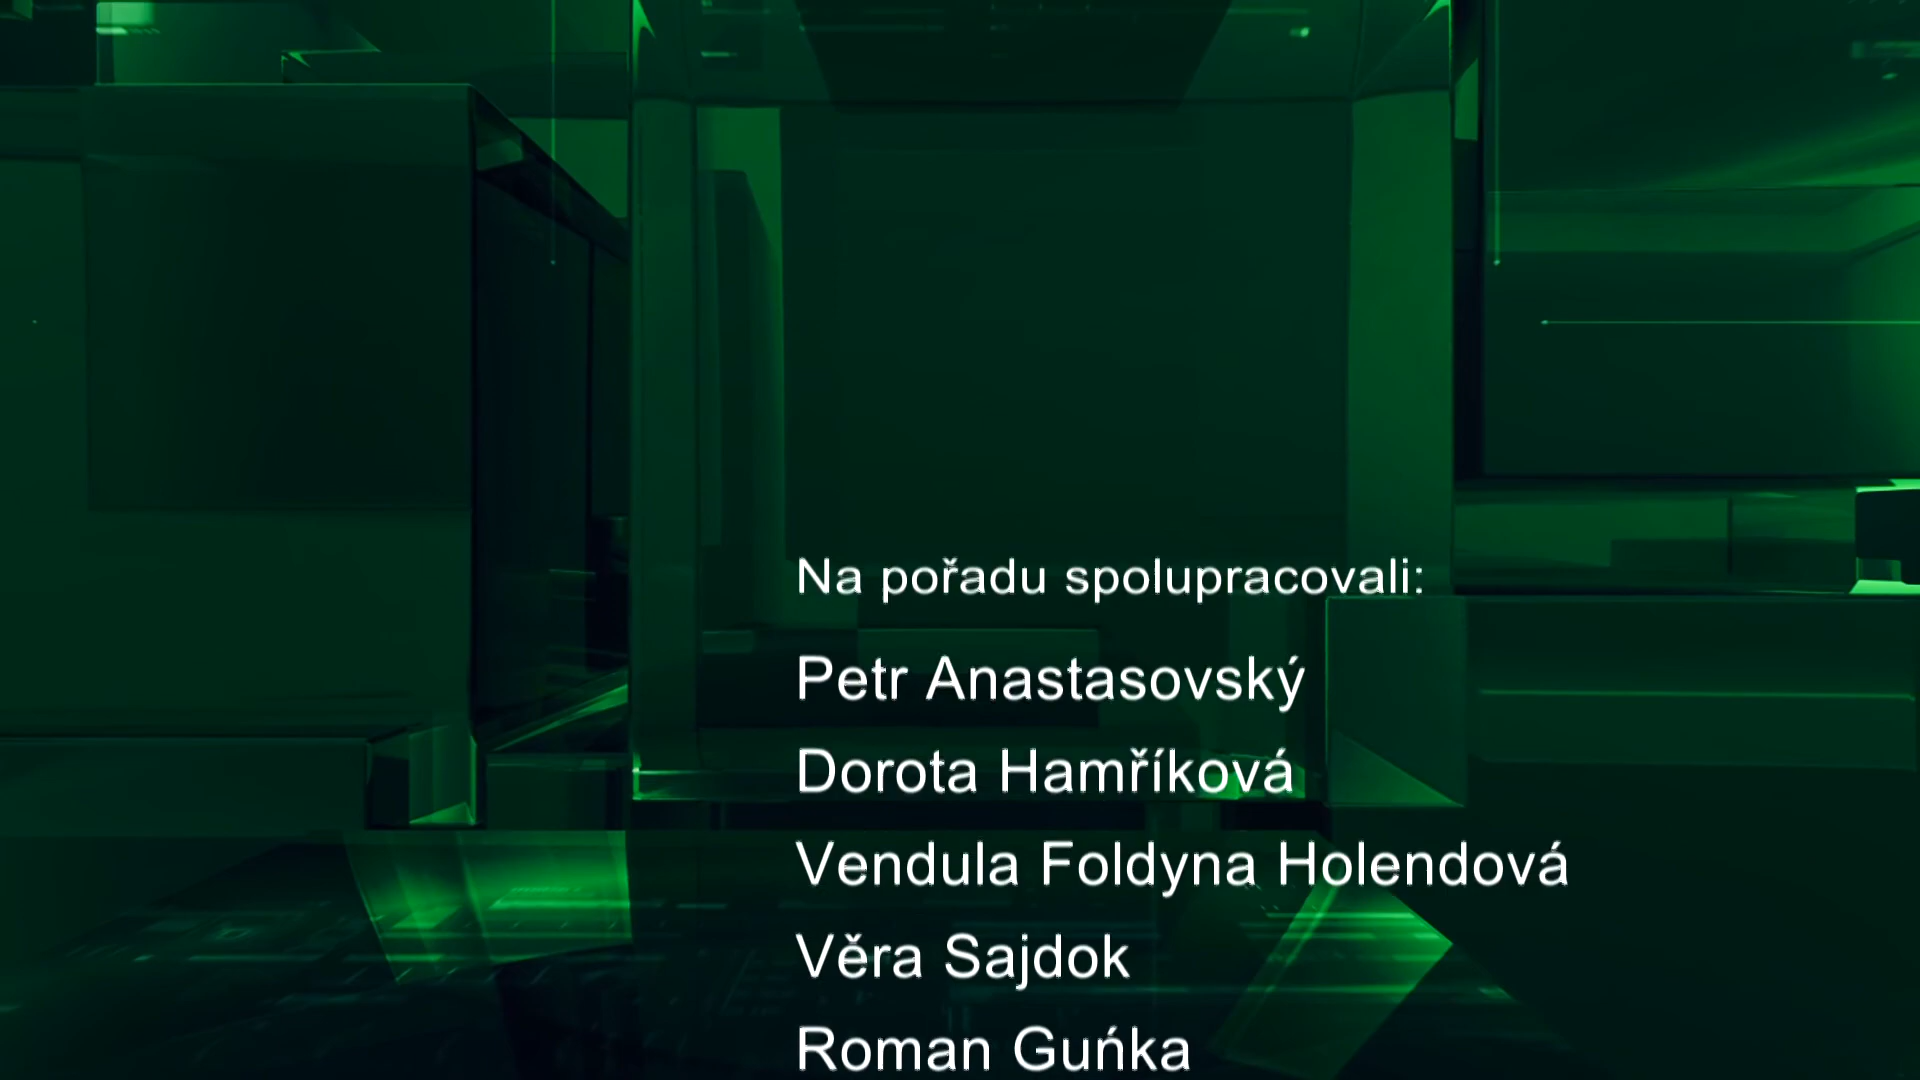 Na pořadu spolupracovali:
Petr Anastasovský
Dorota Hamříková
Vendula Foldyna Holendová
Věra Sajdok
Roman Guńka